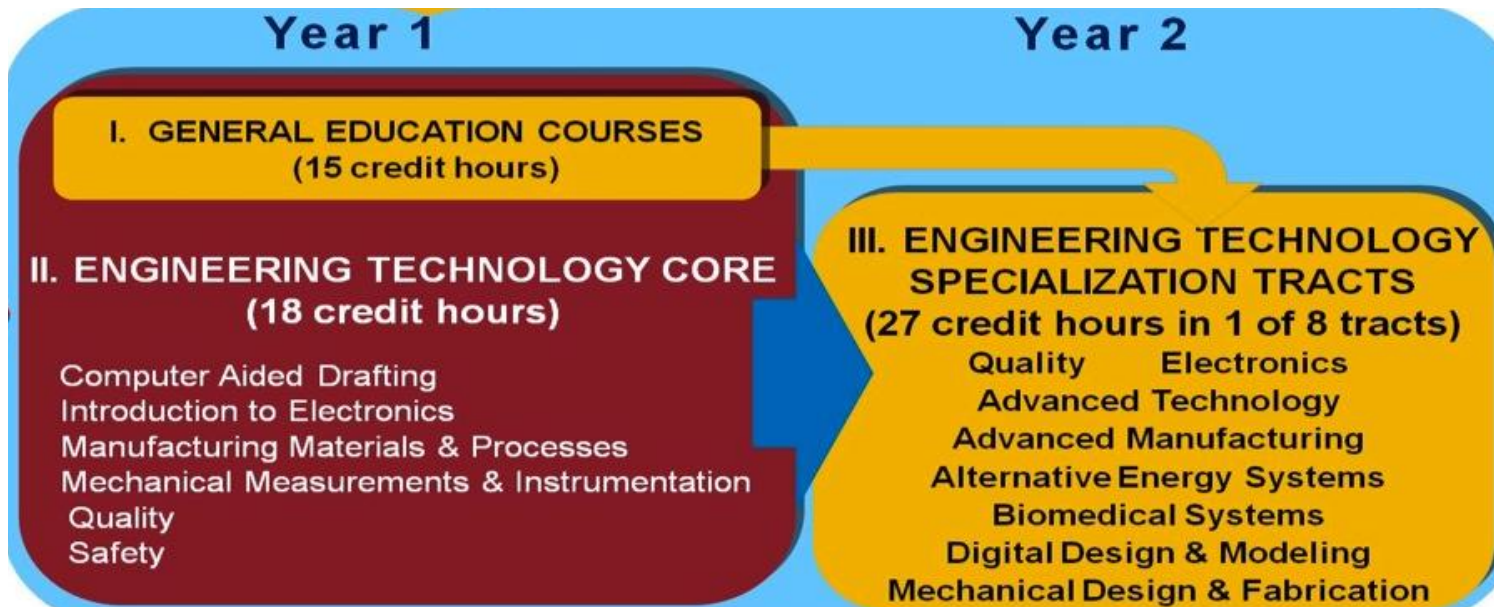 Year 1
Year 2
I. GENERAL EDUCATION COURSES
(15 credit hours)
II. ENGINEERING TECHNOLOGY CORE
(18 credit hours)
Computer Aided Drafting
Introduction to Electronics
Manufacturing Materials & Processes
Mechanical Measurements & Instrumentation
Quality
Safety
III. ENGINEERING TECHNOLOGY
SPECIALIZATION TRACTS
(27 credit hours in 1 of 8 tracts)
Quality Electronics
Advanced Technology
Advanced Manufacturing
Alternative Energy Systems
Biomedical Systems
Digital Design & Modeling
Mechanical Design & Fabrication